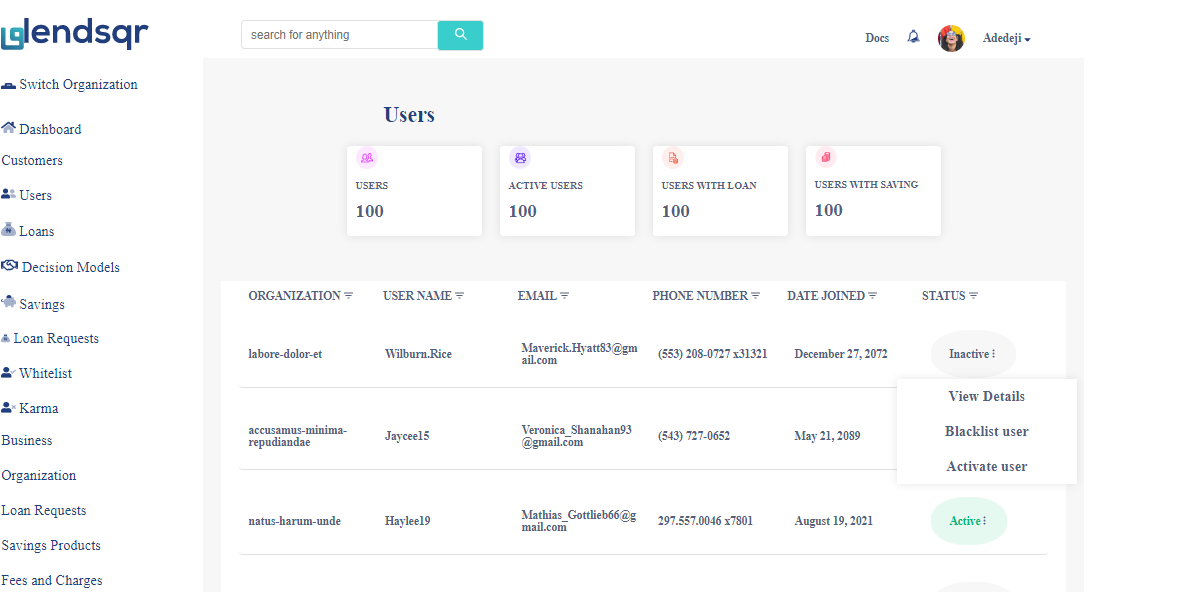 lendsqr
search for anything
Docs
Adedeji
Switch Organization
Dashboard
Customers
Users
Loans
Decision Models
Savings
Loan Requests
Whitelist
Karma
Business
Organization
Loan Requests
Savings Products
Fees and Charges
Users
USERS
100
ACTIVE USERS
100
USERS WITH LOAN
100
USERS WITH SAVING
100
ORGANIZATION USER NAME EMAIL PHONE NUMBER DATE JOINED STATUS
labore-dolor-et
Wilburn.Rice
Maverick.Hyatt83@gm
ail.com
(553) 208-0727 x31321
December 27, 2072
Inactive
View Details
Blacklist user
Activate user
accusamus-minima-
repudiandae
Jaycee15
Veronica_Shanahan93
@gmail.com
(543) 727-0652
May 21, 2089
natus-harum-unde
Haylee19
Mathias_Gottlieb66@g
mail.com
297.557.0046 x7801
August 19, 2021
Active